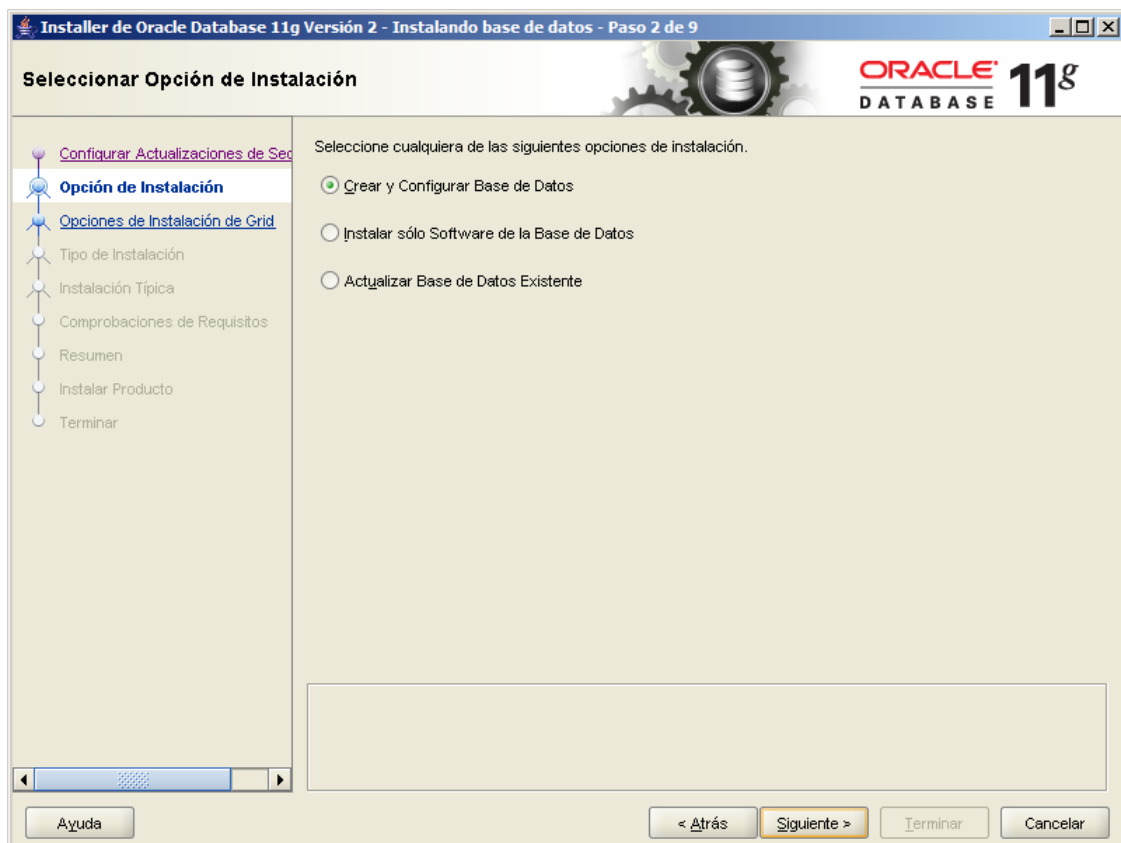 Installer de Oracle Database 11g Versión 2 - Instalando base de datos - Paso 2 de 9
Seleccionar Opción de Instalación
ORACLE
DATABASE
11g
Configurar Actualizaciones de Sec
Opción de Instalación
Opciones de Instalación de Grid
Tipo de Instalación
Instalación Típica
Comprobaciones de Requisitos
Resumen
Instalar Producto
Terminar
Seleccione cualquiera de las siguientes opciones de instalación.
Crear y Configurar Base de Datos
Instalar sólo Software de la Base de Datos
Actualizar Base de Datos Existente
Ayuda
< Atrás
Siguiente >
Terminar
Cancelar